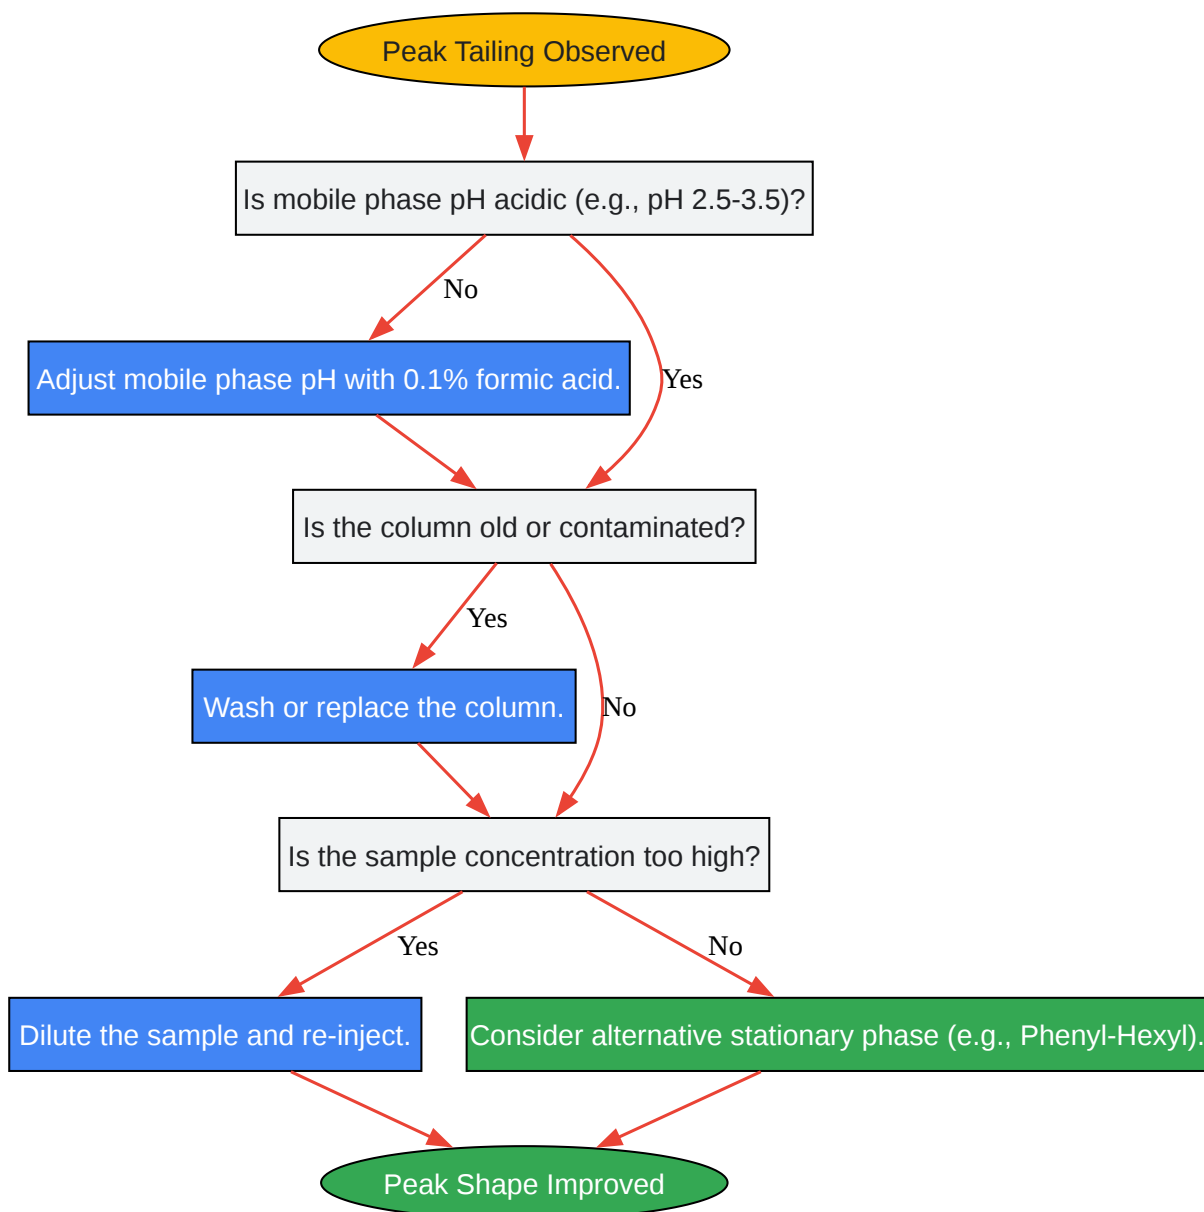 Peak Tailing Observed
Is mobile phase pH acidic (e.g., pH 2.5-3.5)?
No
Adjust mobile phase pH with 0.1% formic acid.
Yes
Is the column old or contaminated?
Yes
Wash or replace the column.
No
Is the sample concentration too high?
Yes
No
Dilute the sample and re-inject.
Consider alternative stationary phase (e.g., Phenyl-Hexyl).
Peak Shape Improved